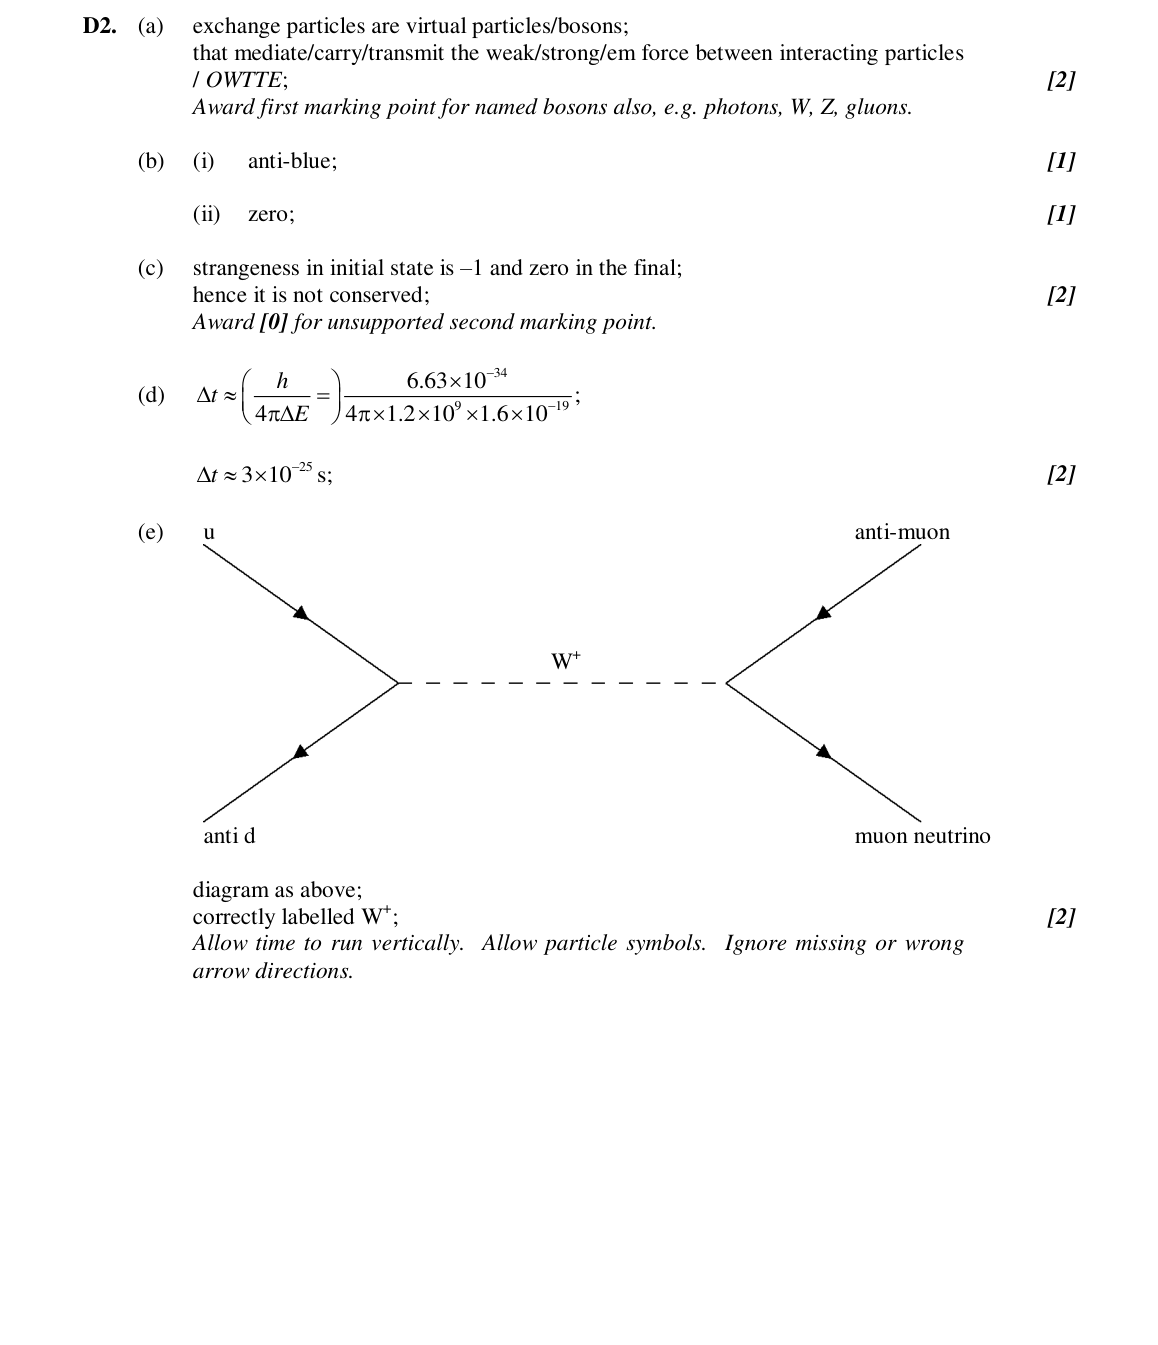 D2. (a) exchange particles are virtual particles/bosons;
that mediate/carry/transmit the weak/strong/em force between interacting particles
/ OWTTE; [2]
Award first marking point for named bosons also, e.g. photons, W, Z, gluons.
(b) (i) anti-blue; [1]
(ii) zero; [1]
(c) strangeness in initial state is –1 and zero in the final;
hence it is not conserved; [2]
Award [0] for unsupported second marking point.
(d) Δt ≈ (h/4πΔE =) 6.63×10⁻³⁴/4π×1.2×10⁹×1.6×10⁻¹⁹;
Δt ≈ 3×10⁻²⁵ s; [2]
(e) u anti-muon
W⁺
anti d muon neutrino
diagram as above;
correctly labelled W⁺; [2]
Allow time to run vertically. Allow particle symbols. Ignore missing or wrong
arrow directions.